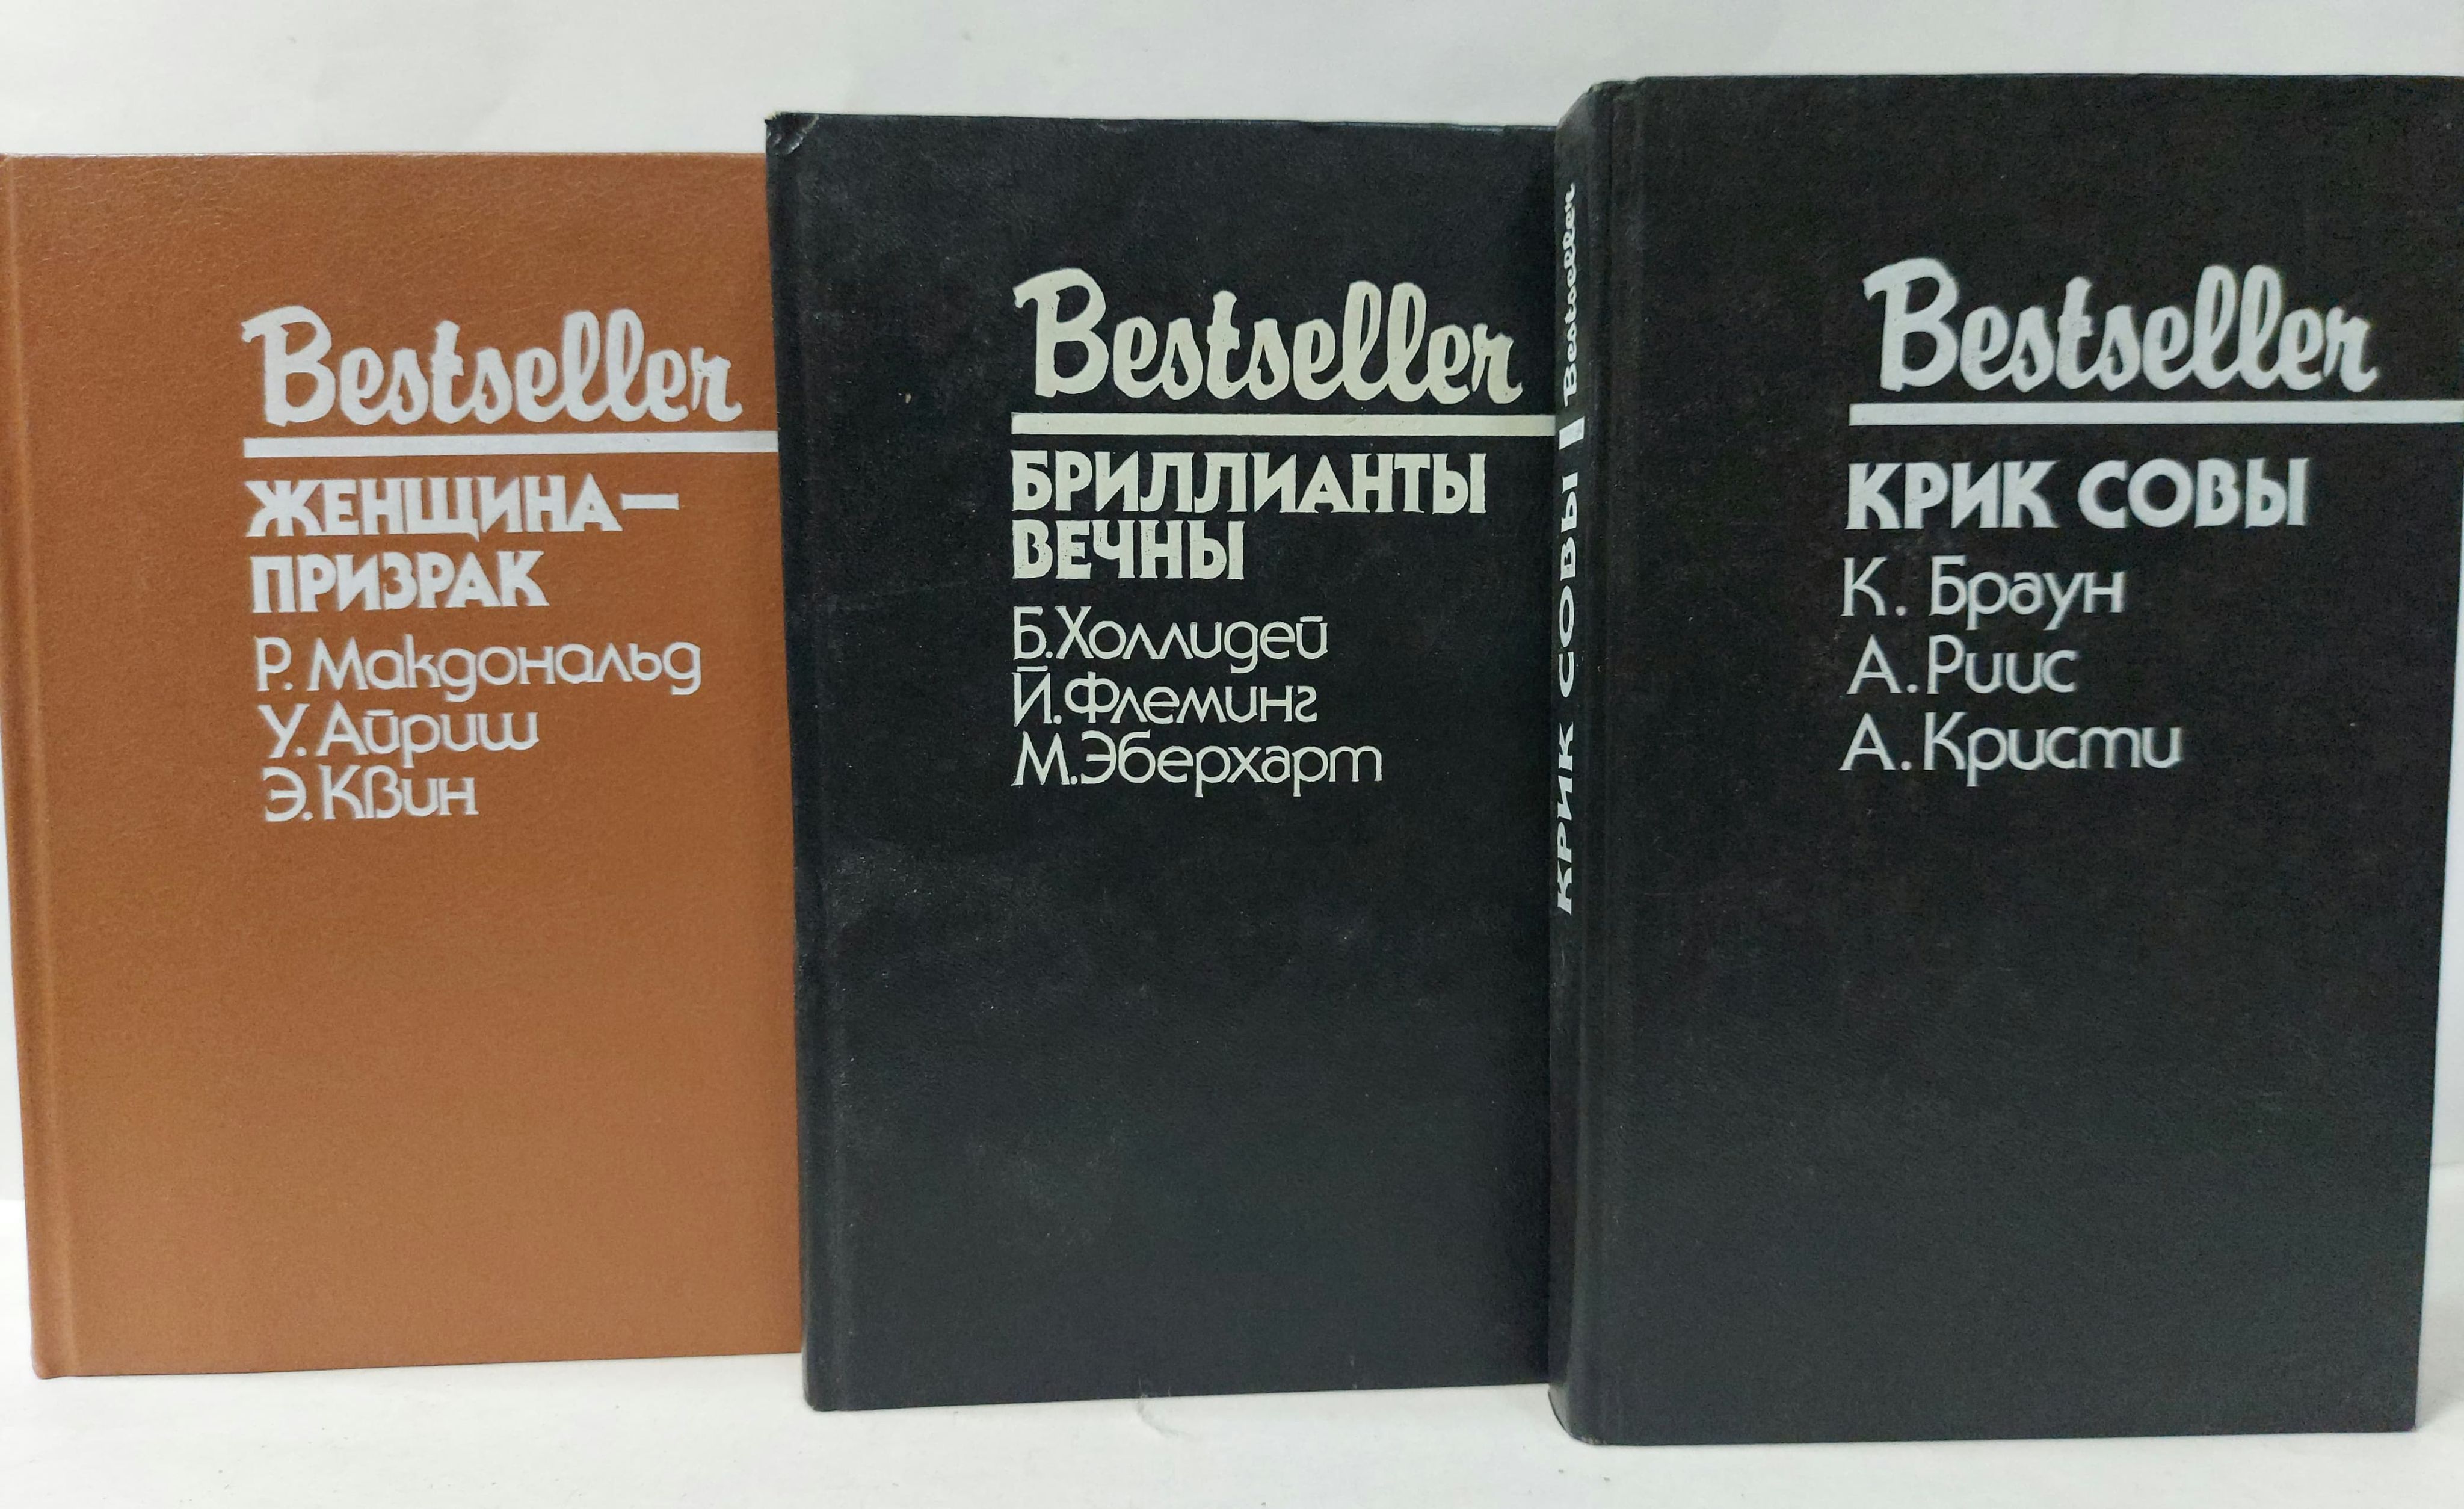 Bestseller
ЖЕНЩИНА—
ПРИЗРАК
Р. Макдональд
У. Айриш
Э. Квин
Bestseller
БРИЛЛИАНТЫ
ВЕЧНЫ
Б. Холлидей
Й. Флеминг
М. Эберхарт
КРИК СОВЫ Bestseller
Bestseller
КРИК СОВЫ
К. Браун
А. Риис
А. Кристи